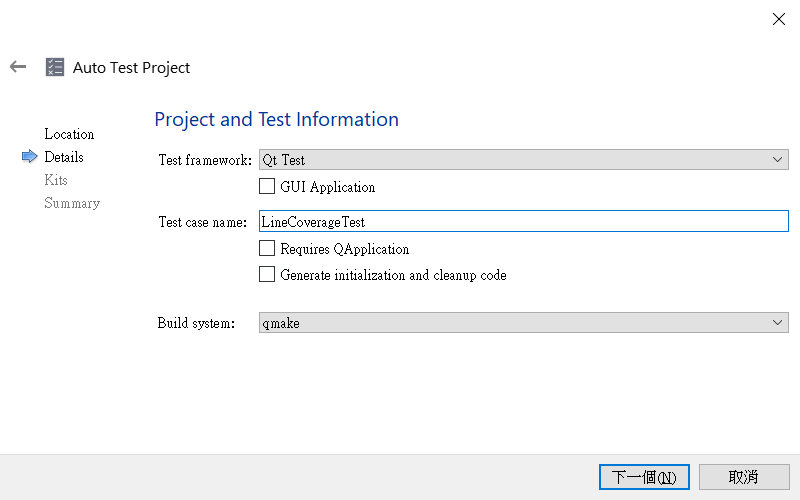 Auto Test Project
Location
Details
Kits
Summary
Project and Test Information
Test framework: Qt Test
GUI Application
Test case name: LineCoverageTest
Requires QApplication
Generate initialization and cleanup code
Build system: qmake
下一個(N) 取消